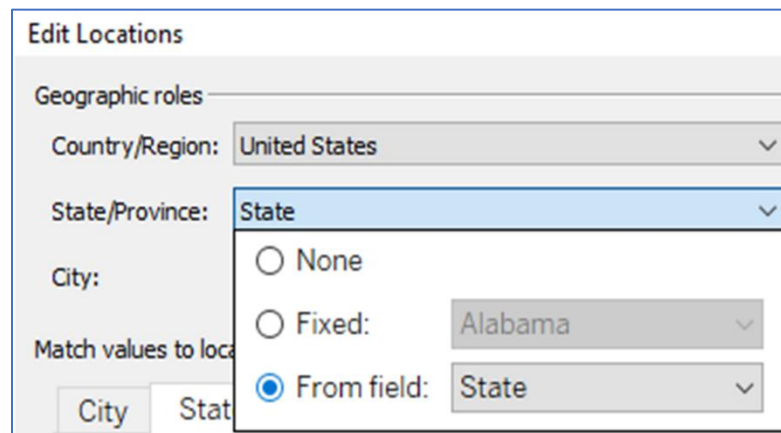 Edit Locations
Geographic roles
Country/Region: United States
State/Province: State
City:
None
Fixed: Alabama
Match values to loca
From field: State
City Stat